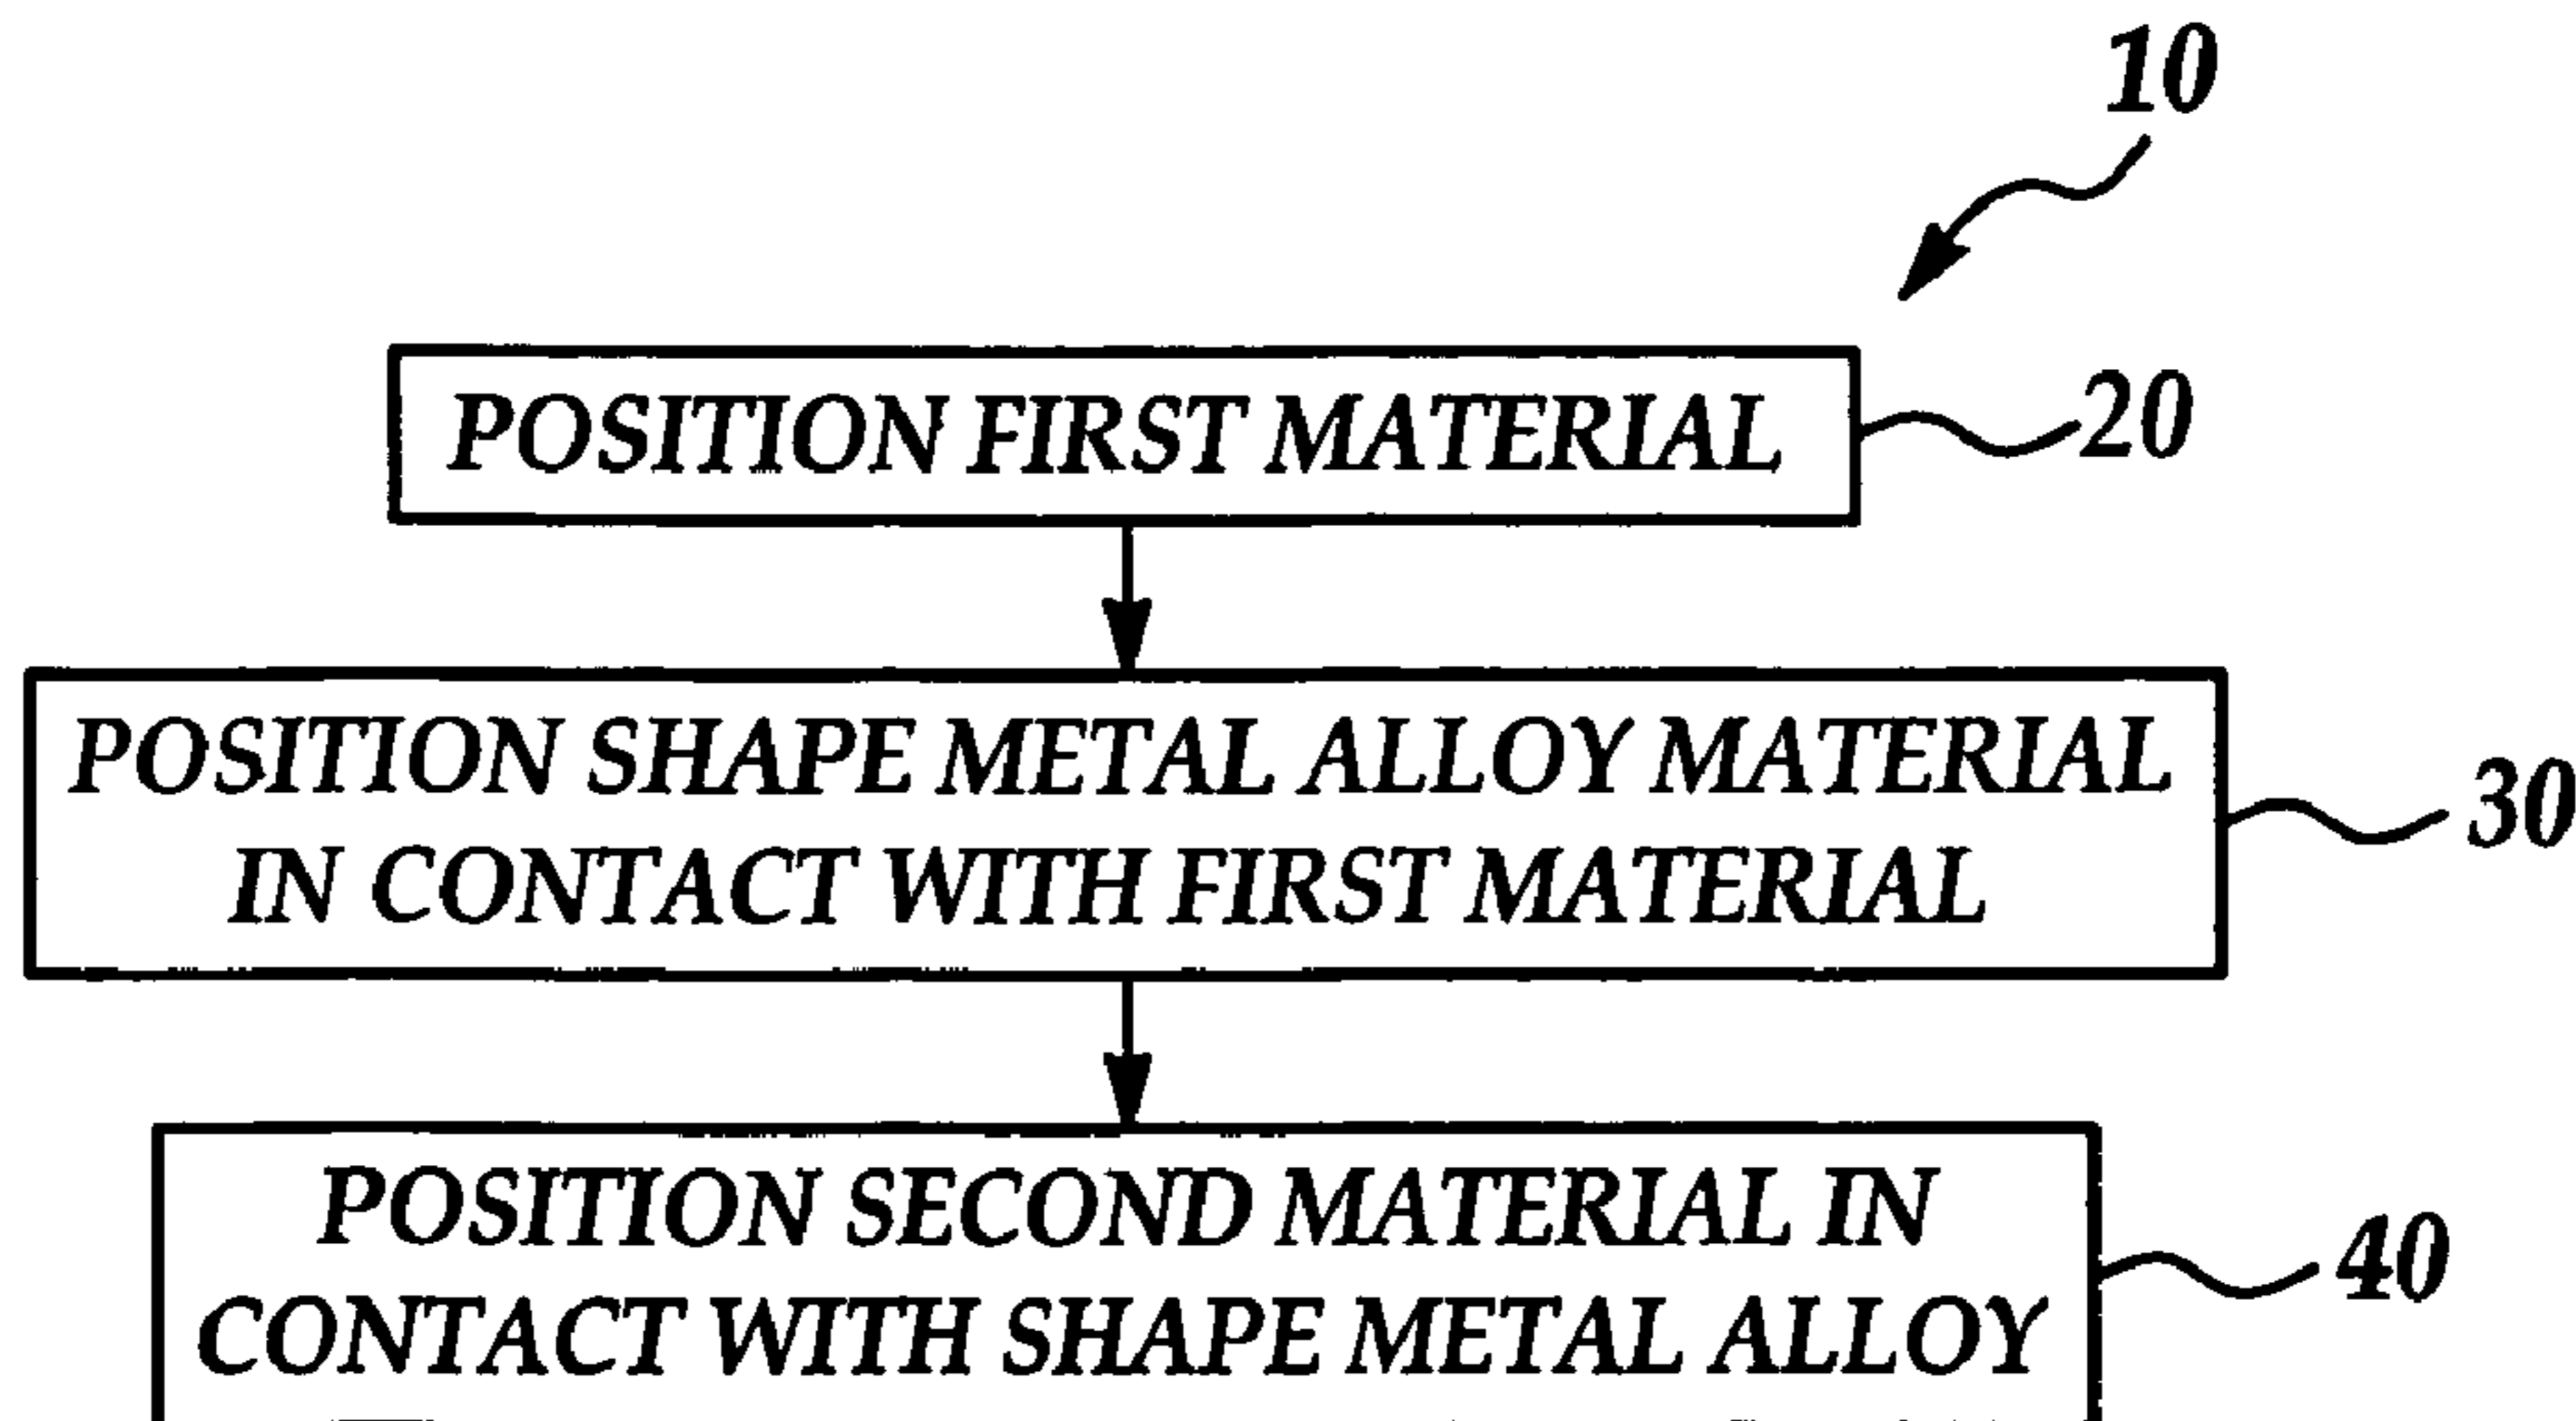 10
POSITION FIRST MATERIAL
20
POSITION SHAPE METAL ALLOY MATERIAL
IN CONTACT WITH FIRST MATERIAL
30
POSITION SECOND MATERIAL IN
CONTACT WITH SHAPE METAL ALLOY
40